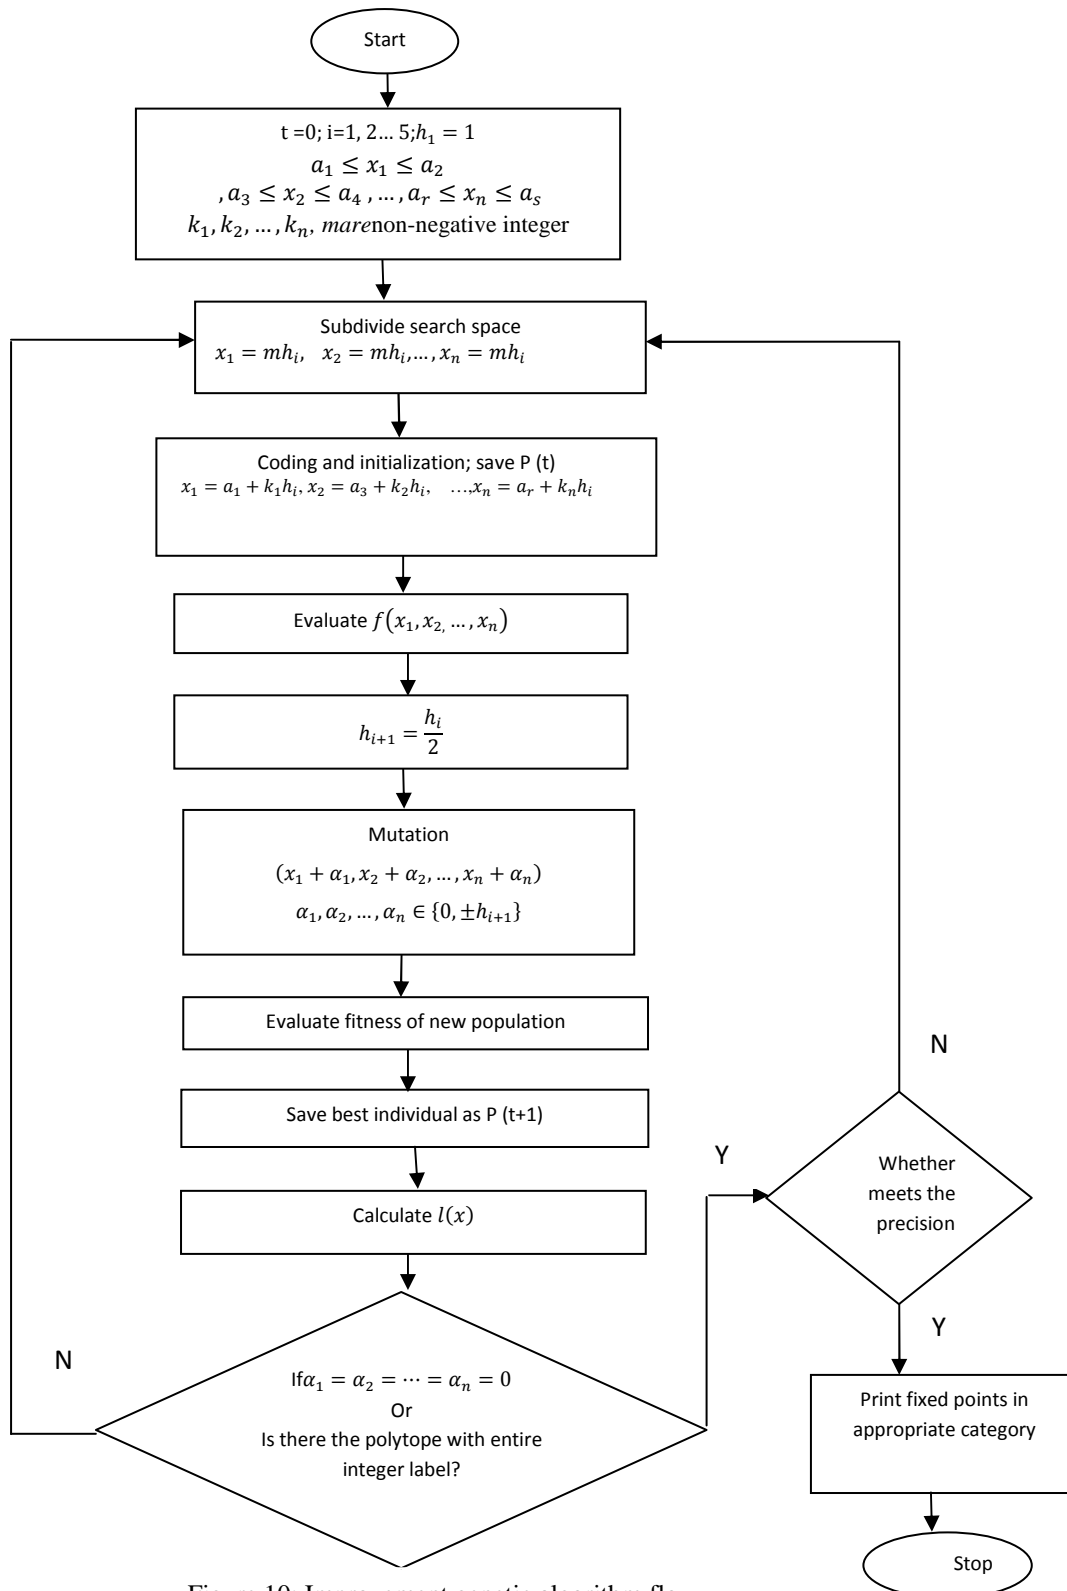 Start
t =0; i=1, 2... 5;h₁ = 1
a₁ ≤ x₁ ≤ a₂
, a₃ ≤ x₂ ≤ a₄ , ... , aᵣ ≤ xₙ ≤ aₛ
k₁, k₂, ... , kₙ, marenon-negative integer
Subdivide search space
x₁ = mhᵢ, x₂ = mhᵢ,..., xₙ = mhᵢ
Coding and initialization; save P (t)
x₁ = a₁ + k₁hᵢ, x₂ = a₃ + k₂hᵢ, ...,xₙ = aᵣ + kₙhᵢ
Evaluate f(x₁, x₂, ... , xₙ)
hᵢ₊₁ = hᵢ/2
Mutation
(x₁ + α₁, x₂ + α₂, ... , xₙ + αₙ)
α₁, α₂, ... , αₙ ∈ {0, ±hᵢ₊₁}
Evaluate fitness of new population
Save best individual as P (t+1)
Calculate l(x)
Ifα₁ = α₂ = ⋯ = αₙ = 0
Or
Is there the polytope with entire
integer label?
N
Y
Whether
meets the
precision
N
Y
Print fixed points in
appropriate category
Stop